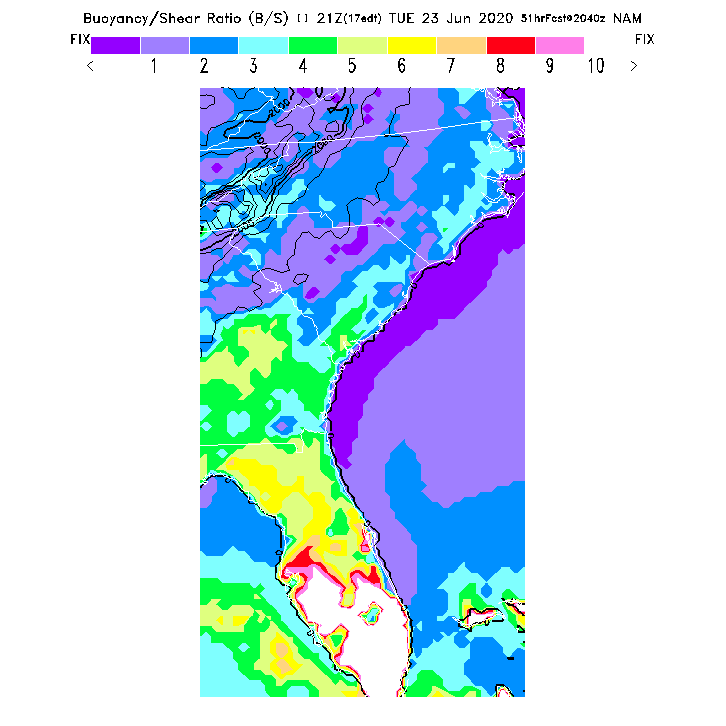 Buoyancy/Shear Ratio (B/S) [] 21Z(17edt) TUE 23 Jun 2020 51hrFcst@2040z NAM
FIX FIX
< 1 2 3 4 5 6 7 8 9 10 >
2000